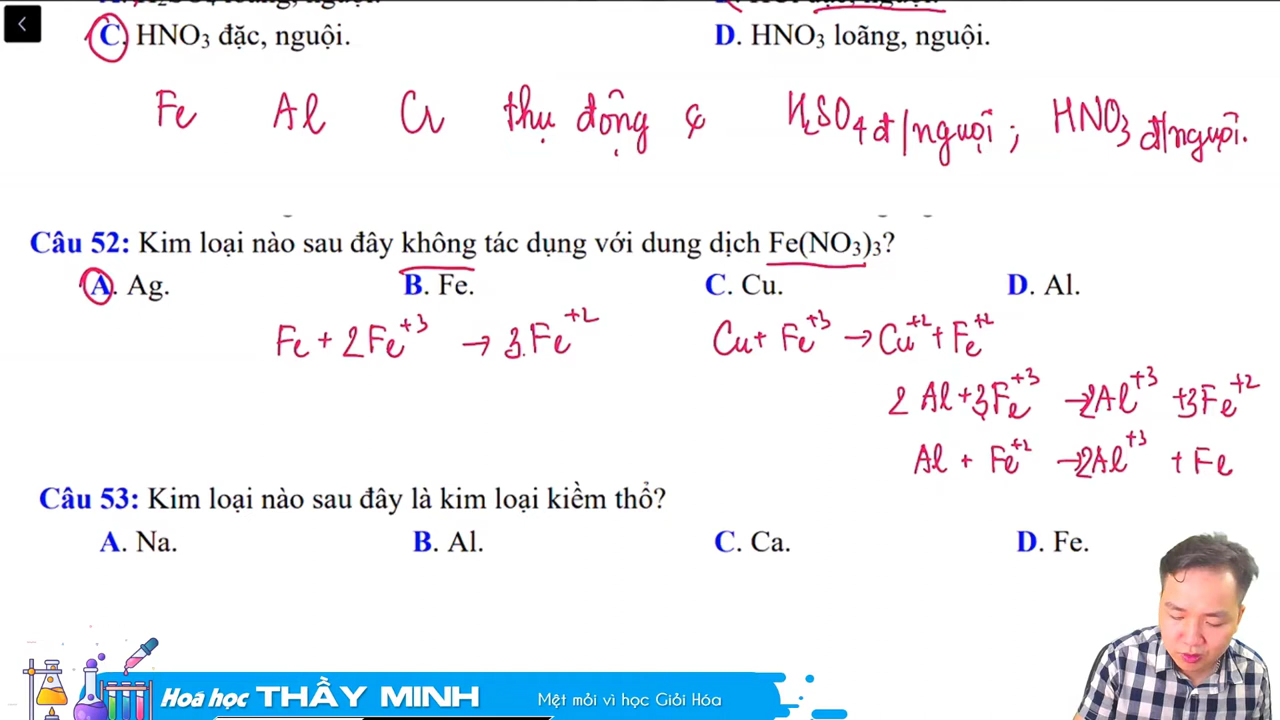 C. HNO₃ đặc, nguội. D. HNO₃ loãng, nguội.
Fe Al Cr thụ động H₂SO₄ đ/nguội ; HNO₃ đ/nguội.
Câu 52: Kim loại nào sau đây không tác dụng với dung dịch Fe(NO₃)₃?
A. Ag. B. Fe. C. Cu. D. Al.
Fe + 2Fe⁺³ → 3Fe⁺² Cu + Fe⁺³ → Cu⁺² + Fe⁺²
2Al + 3Fe⁺³ → 2Al⁺³ + 3Fe⁺²
Al + Fe⁺² → 2Al⁺³ + Fe
Câu 53: Kim loại nào sau đây là kim loại kiềm thổ?
A. Na. B. Al. C. Ca. D. Fe.
Hoá học THẦY MINH Mệt mỏi vì học Giỏi Hóa